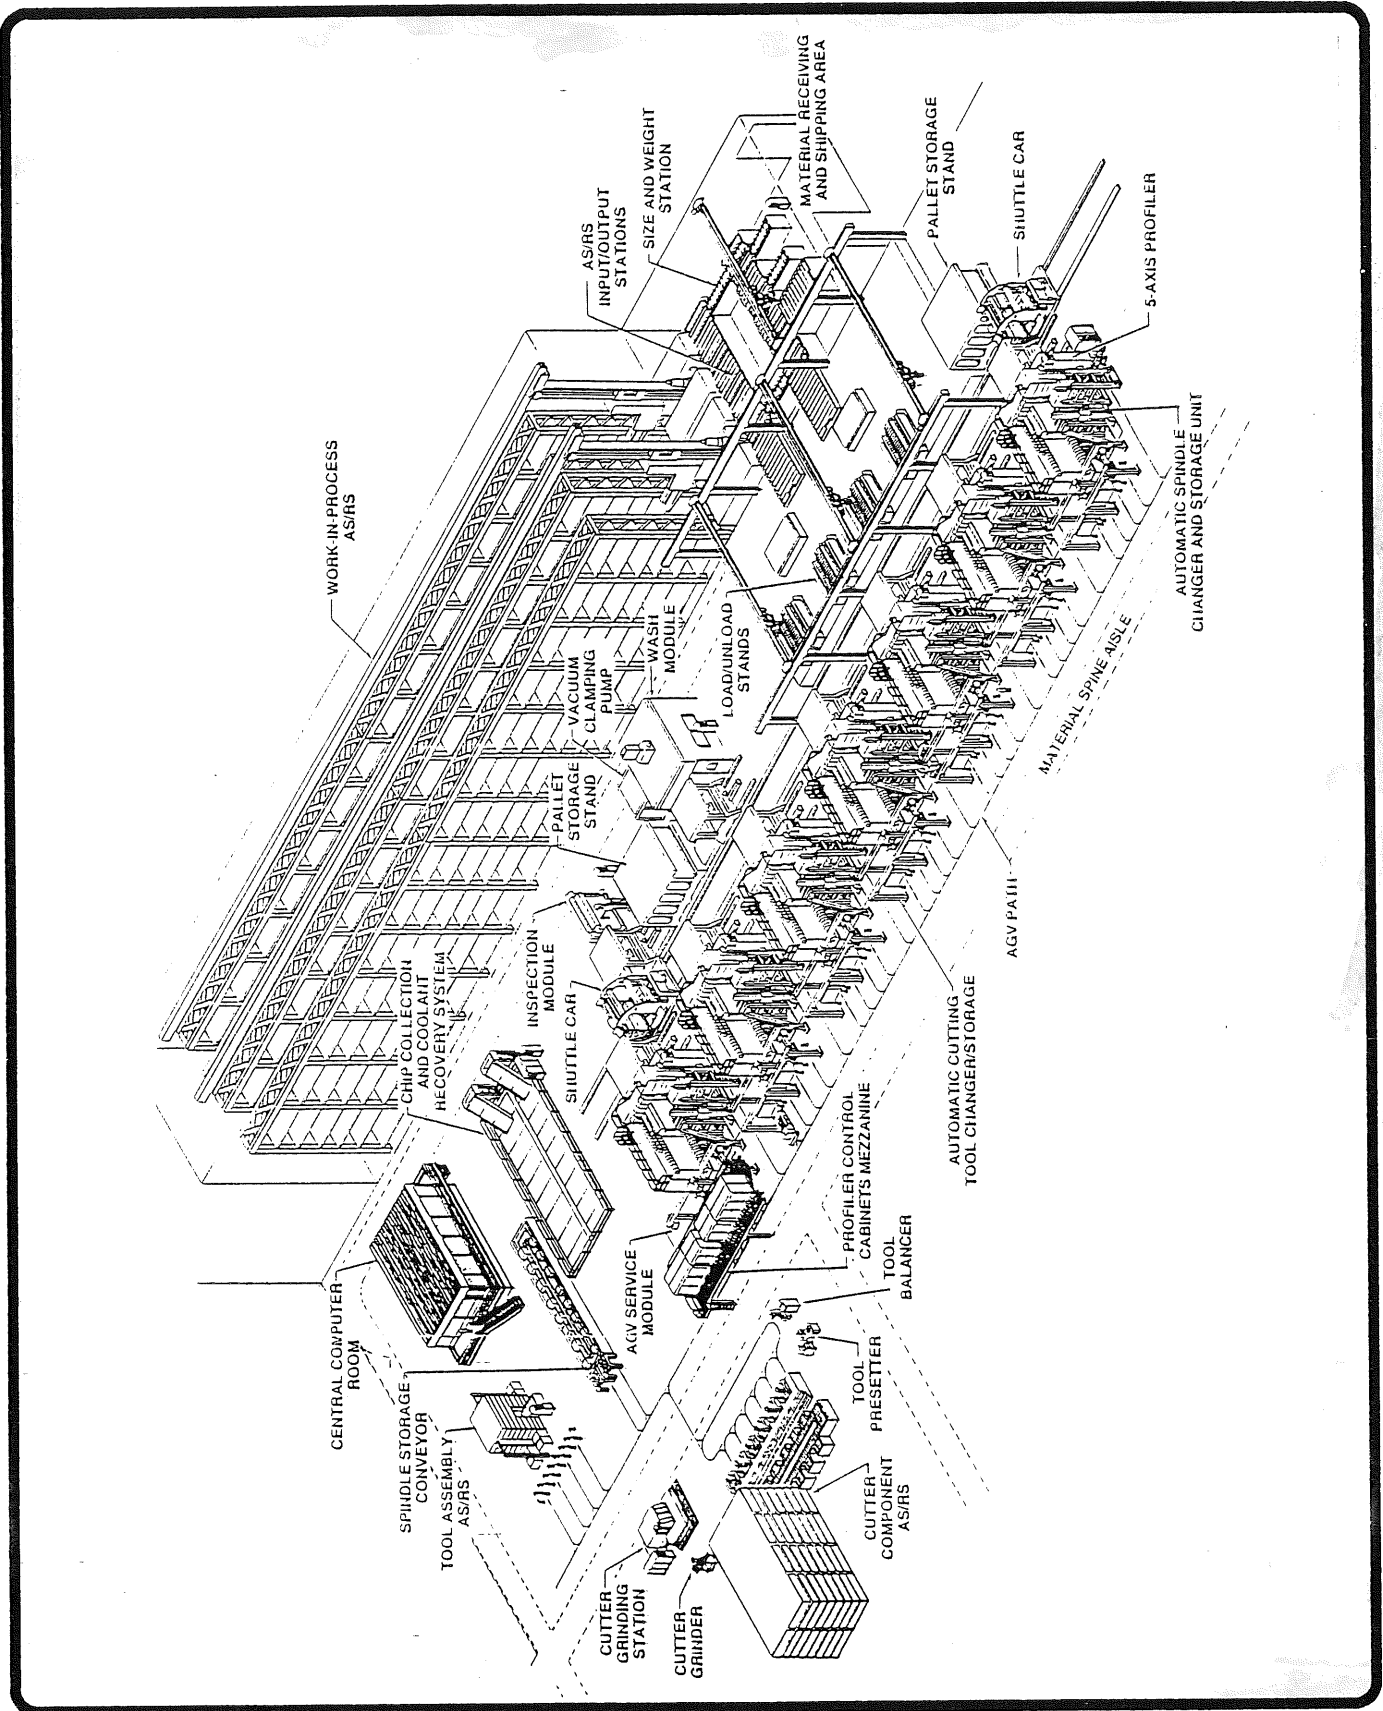 WORK-IN-PROCESS
AS/RS
AS/RS
INPUT/OUTPUT
STATIONS
SIZE AND WEIGHT
STATION
MATERIAL RECEIVING
AND SHIPPING AREA
PALLET STORAGE
STAND
SHUTTLE CAR
5-AXIS PROFILER
AUTOMATIC SPINDLE
CHANGER AND STORAGE UNIT
MATERIAL SPINE AISLE
AGV PATH
AUTOMATIC CUTTING
TOOL CHANGER/STORAGE
PROFILER CONTROL
CABINETS MEZZANINE
TOOL
BALANCER
TOOL
PRESETTER
CUTTER
COMPONENT
AS/RS
CUTTER
GRINDER
CUTTER
GRINDING
STATION
TOOL ASSEMBLY
AS/RS
SPINDLE STORAGE
CONVEYOR
CENTRAL COMPUTER
ROOM
AGV SERVICE
MODULE
CHIP COLLECTION
AND COOLANT
RECOVERY SYSTEM
SHUTTLE CAR
INSPECTION
MODULE
PALLET
STORAGE
STAND
VACUUM
CLAMPING
PUMP
WASH
MODULE
LOAD/UNLOAD
STANDS